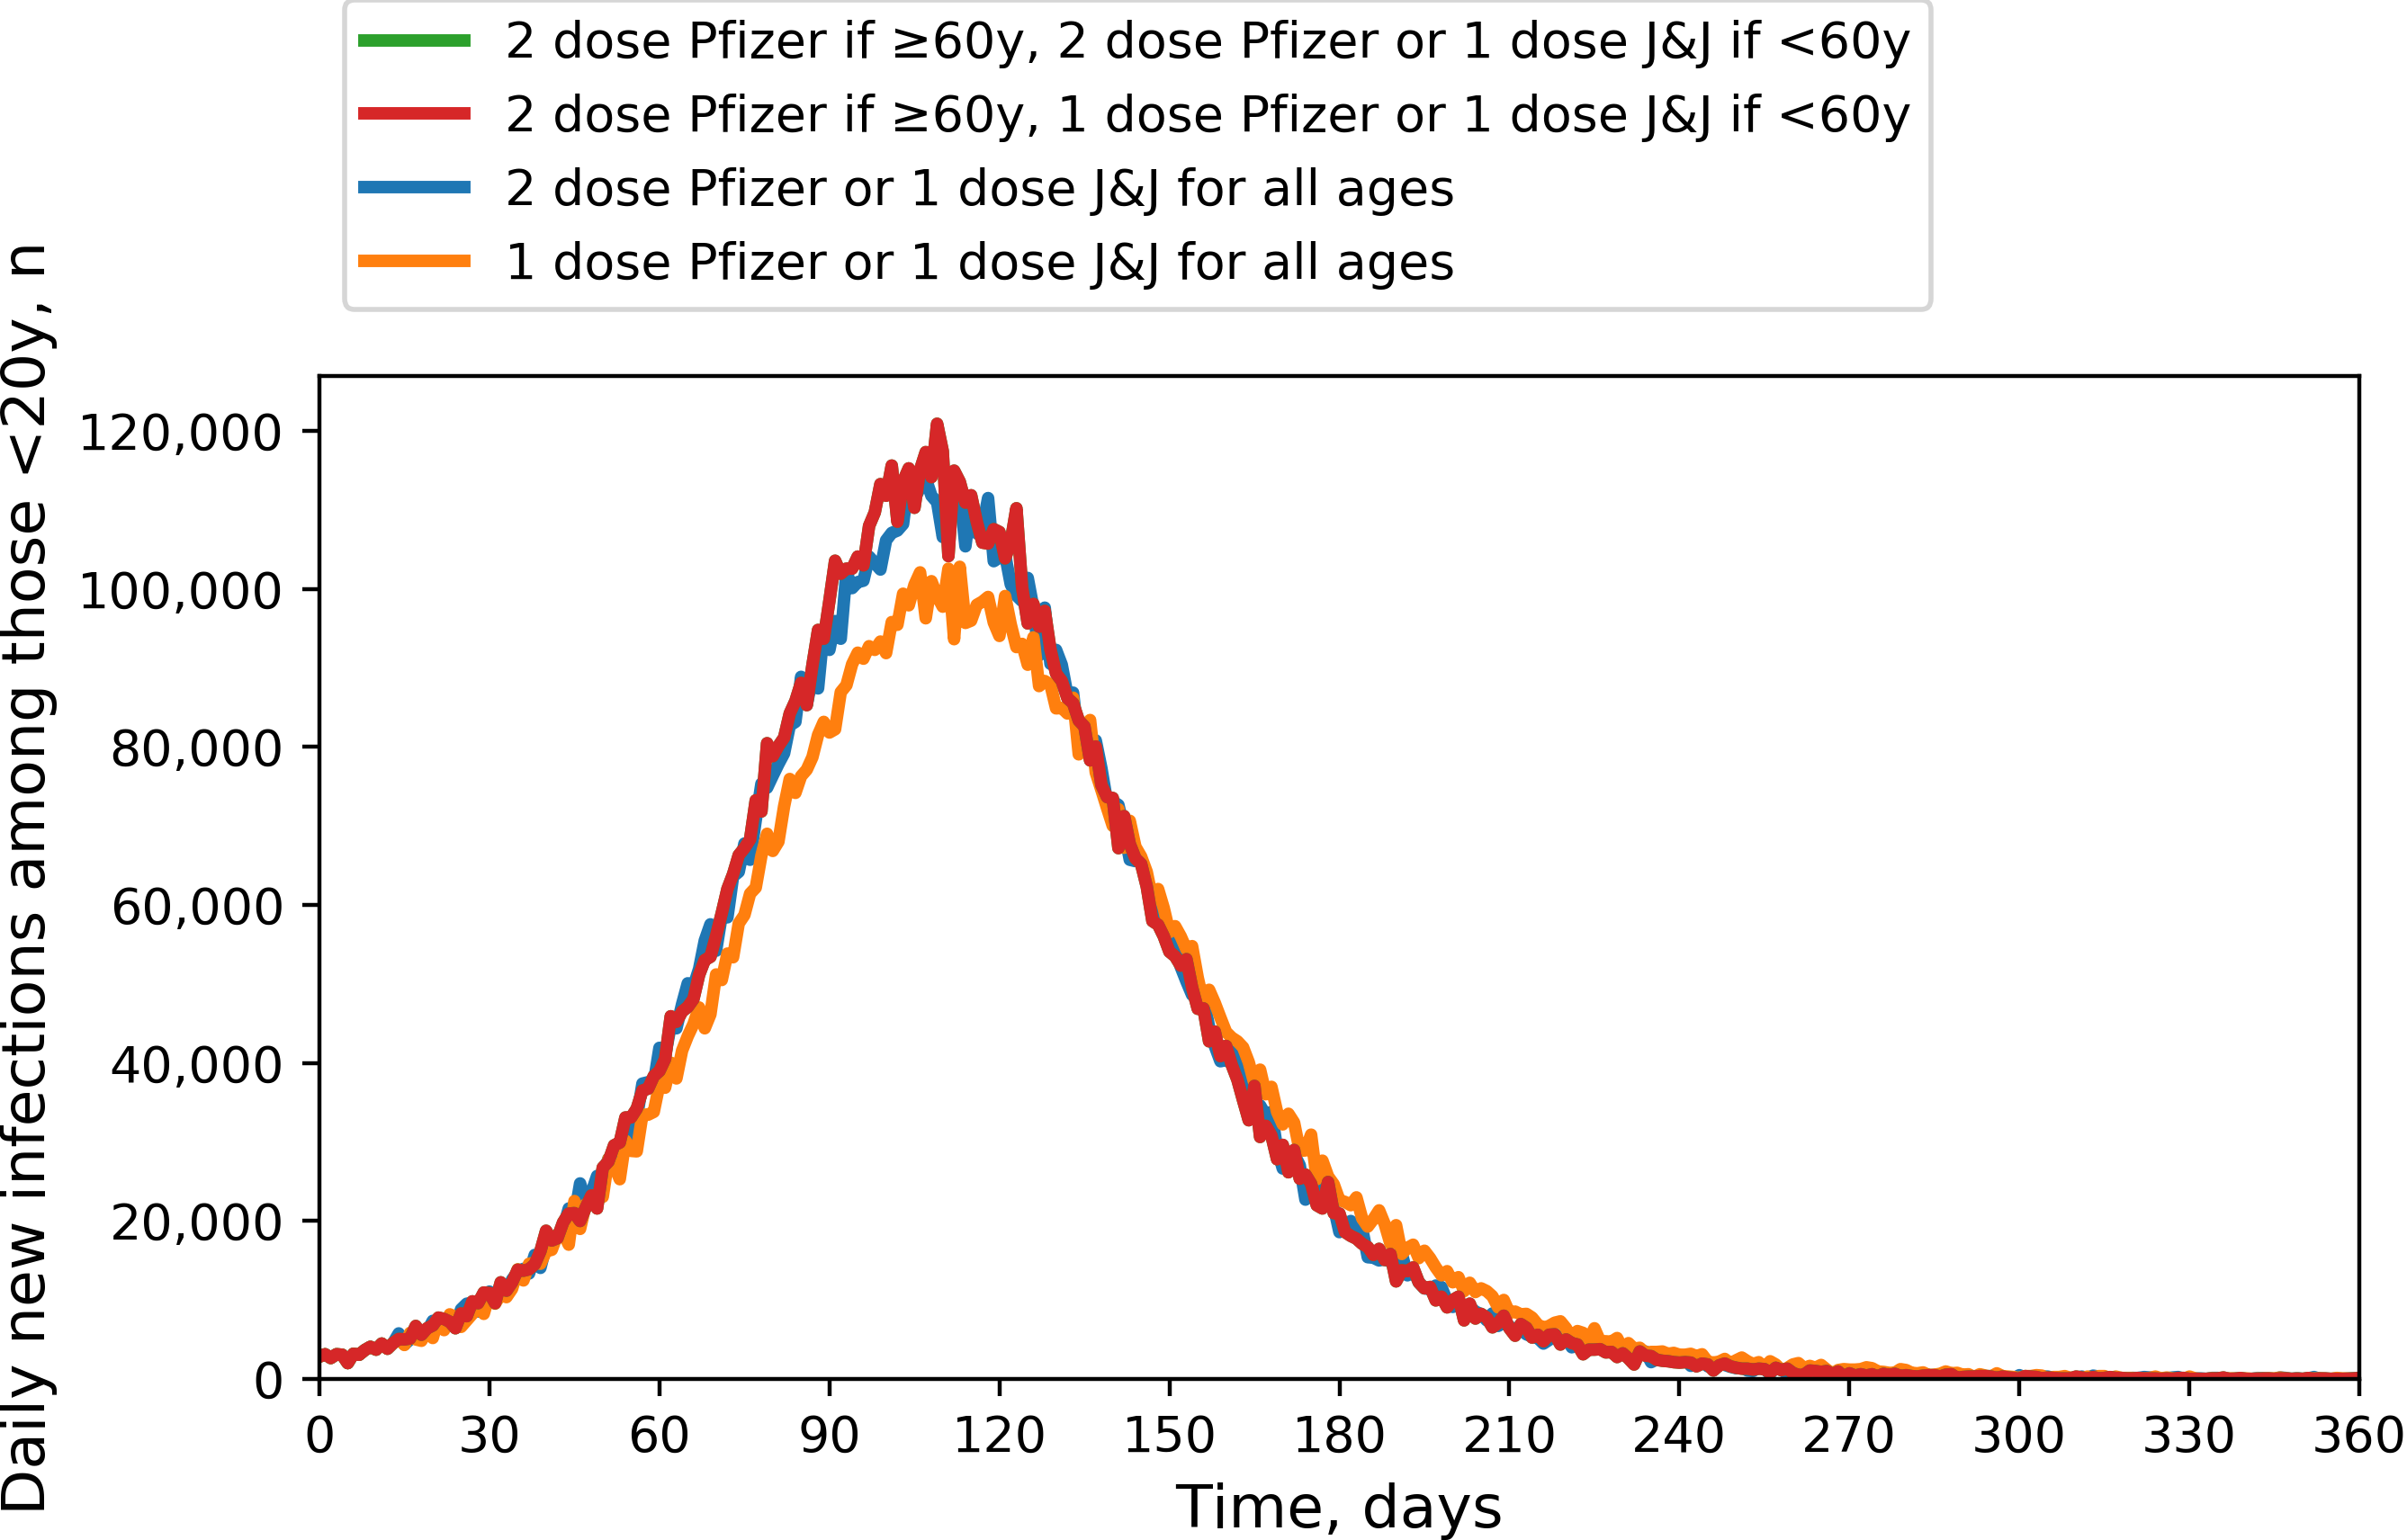 2 dose Pfizer if ≥60y, 2 dose Pfizer or 1 dose J&J if <60y
2 dose Pfizer if ≥60y, 1 dose Pfizer or 1 dose J&J if <60y
2 dose Pfizer or 1 dose J&J for all ages
1 dose Pfizer or 1 dose J&J for all ages
Daily new infections among those <20y, n
120,000
100,000
80,000
60,000
40,000
20,000
0
0 30 60 90 120 150 180 210 240 270 300 330 360
Time, days